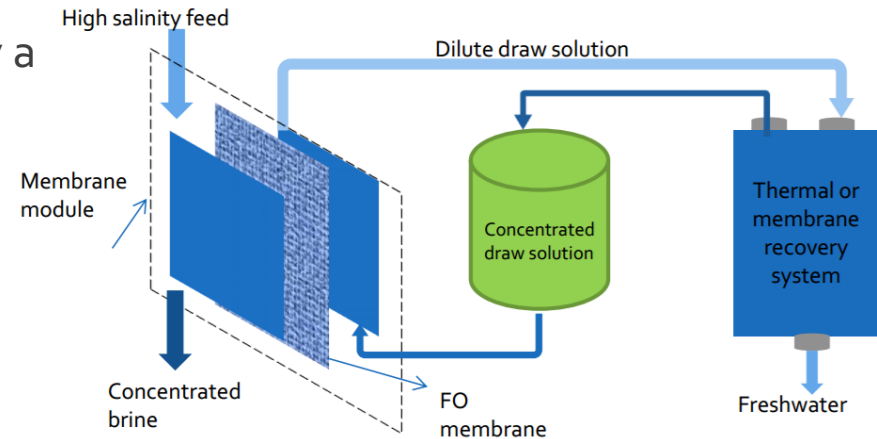 High salinity feed
y a
Dilute draw solution
Membrane
module
Concentrated
draw solution
Thermal or
membrane
recovery
system
Concentrated
brine
FO
membrane
Freshwater